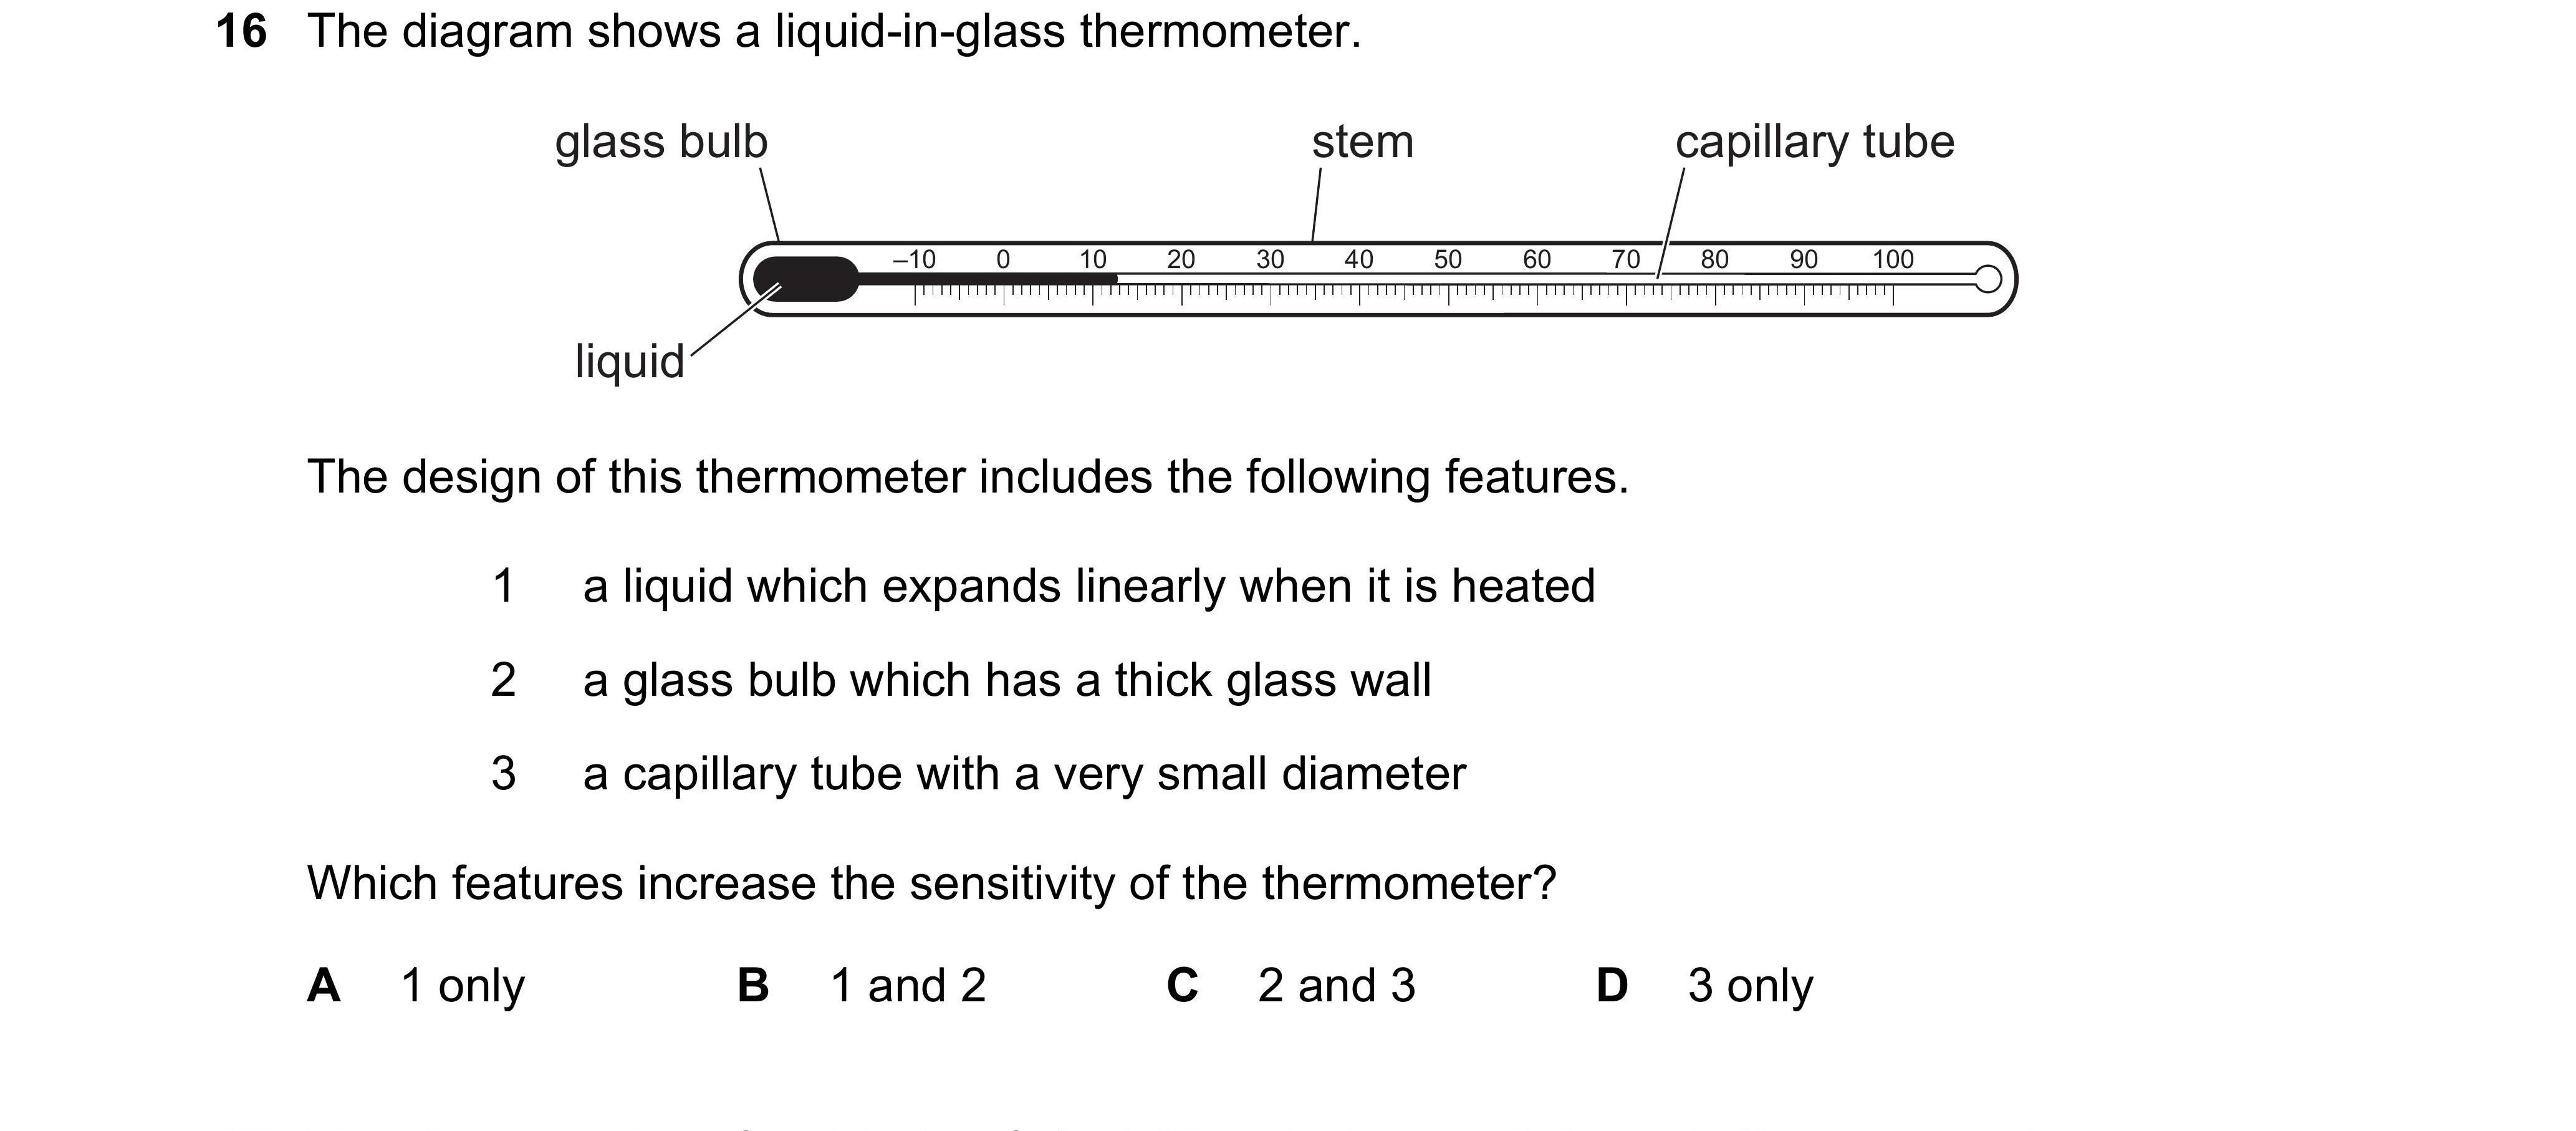 16 The diagram shows a liquid-in-glass thermometer.
glass bulb stem capillary tube
–10 0 10 20 30 40 50 60 70 80 90 100
liquid
The design of this thermometer includes the following features.
1 a liquid which expands linearly when it is heated
2 a glass bulb which has a thick glass wall
3 a capillary tube with a very small diameter
Which features increase the sensitivity of the thermometer?
A 1 only B 1 and 2 C 2 and 3 D 3 only